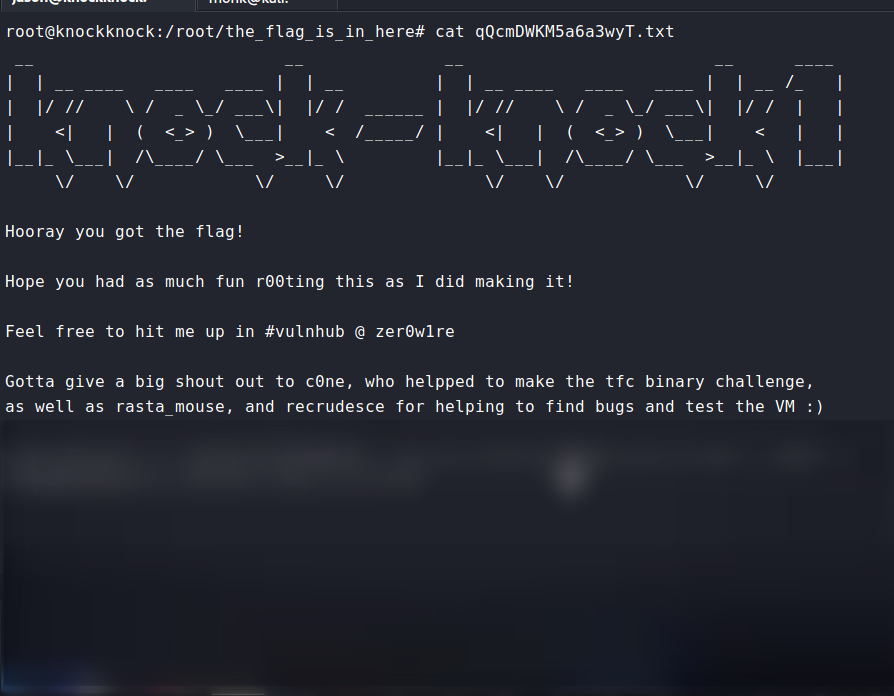 jason@knockknock:
monk@kali:
root@knockknock:/root/the_flag_is_in_here# cat qQcmDWKM5a6a3wyT.txt
 __                         __              __                         __      ____
|  | __ ____   ____   ____ |  | __         |  | __ ____   ____   ____ |  | __ /_   |
|  |/ //    \ /  _ \_/ ___\|  |/ /  ______ |  |/ //    \ /  _ \_/ ___\|  |/ /  |   |
|    <|   |  (  <_> )  \___|    <  /_____/ |    <|   |  (  <_> )  \___|    <   |   |
|__|_ \___|  /\____/ \___  >__|_ \         |__|_ \___|  /\____/ \___  >__|_ \  |___|
     \/    \/            \/     \/              \/    \/            \/     \/
Hooray you got the flag!
Hope you had as much fun r00ting this as I did making it!
Feel free to hit me up in #vulnhub @ zer0w1re
Gotta give a big shout out to c0ne, who helpped to make the tfc binary challenge,
as well as rasta_mouse, and recrudesce for helping to find bugs and test the VM :)